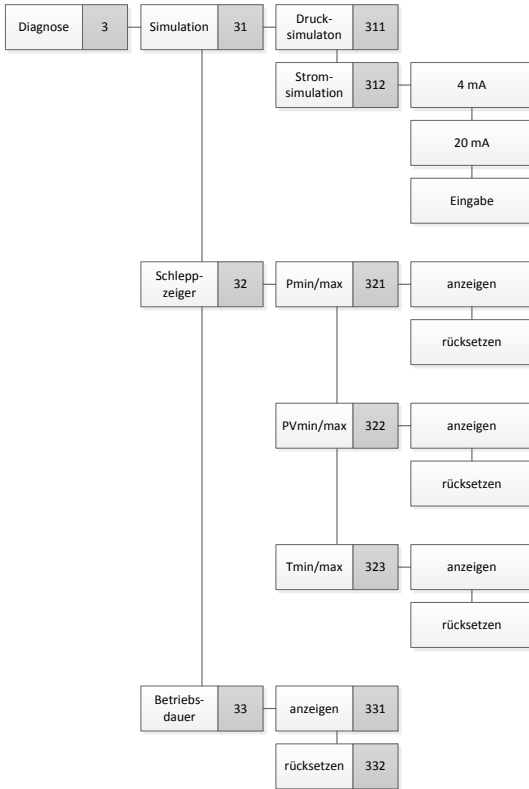 Diagnose 3 Simulation 31 Druck-
simulaton 311
Strom-
simulation 312 4 mA
20 mA
Eingabe
Schlepp-
zeiger 32 Pmin/max 321 anzeigen
rücksetzen
PVmin/max 322 anzeigen
rücksetzen
Tmin/max 323 anzeigen
rücksetzen
Betriebs-
dauer 33 anzeigen 331
rücksetzen 332